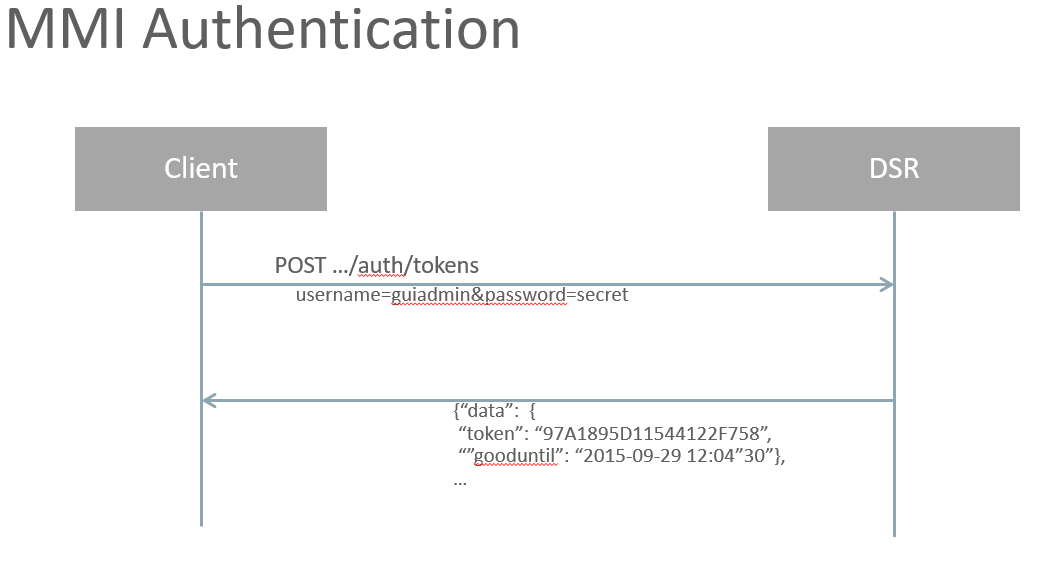 MMI Authentication
Client
DSR
POST .../auth/tokens
username=guiadmin&password=secret
{“data”: {
“token”: “97A1895D11544122F758”,
“”gooduntil”: “2015-09-29 12:04”30”},
...